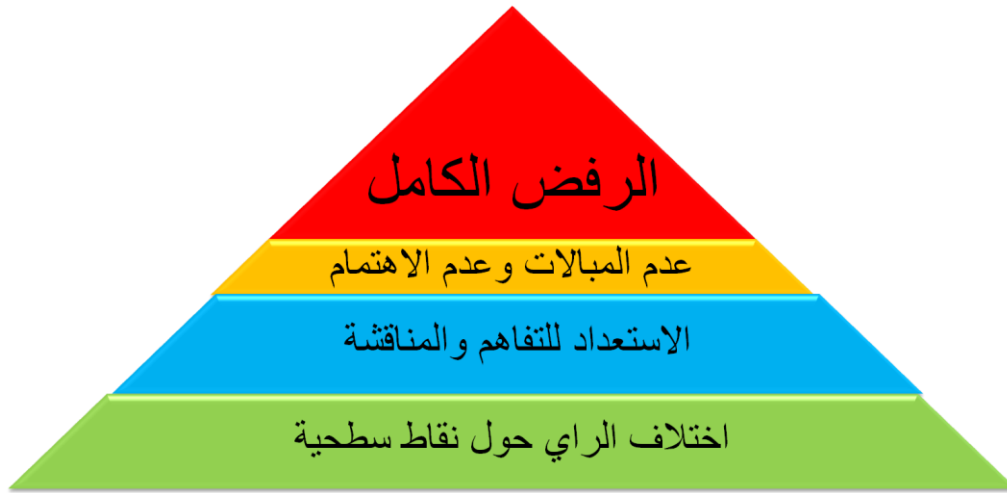 الرفض الكامل
عدم المبالات وعدم الاهتمام
الاستعداد للتفاهم والمناقشة
اختلاف الراي حول نقاط سطحية